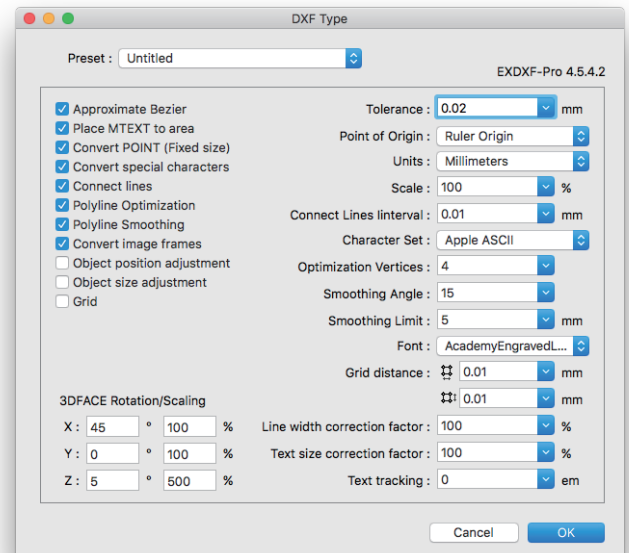 DXF Type
Preset : Untitled
EXDXF-Pro 4.5.4.2
Approximate Bezier
Place MTEXT to area
Convert POINT (Fixed size)
Convert special characters
Connect lines
Polyline Optimization
Polyline Smoothing
Convert image frames
Object position adjustment
Object size adjustment
Grid
Tolerance : 0.02 mm
Point of Origin : Ruler Origin
Units : Millimeters
Scale : 100 %
Connect Lines Iinterval : 0.01 mm
Character Set : Apple ASCII
Optimization Vertices : 4
Smoothing Angle : 15
Smoothing Limit : 5 mm
Font : AcademyEngravedL...
Grid distance : 0.01 mm
0.01 mm
3DFACE Rotation/Scaling
X : 45 ° 100 %
Y : 0 ° 100 %
Z : 5 ° 500 %
Line width correction factor : 100 %
Text size correction factor : 100 %
Text tracking : 0 em
Cancel
OK